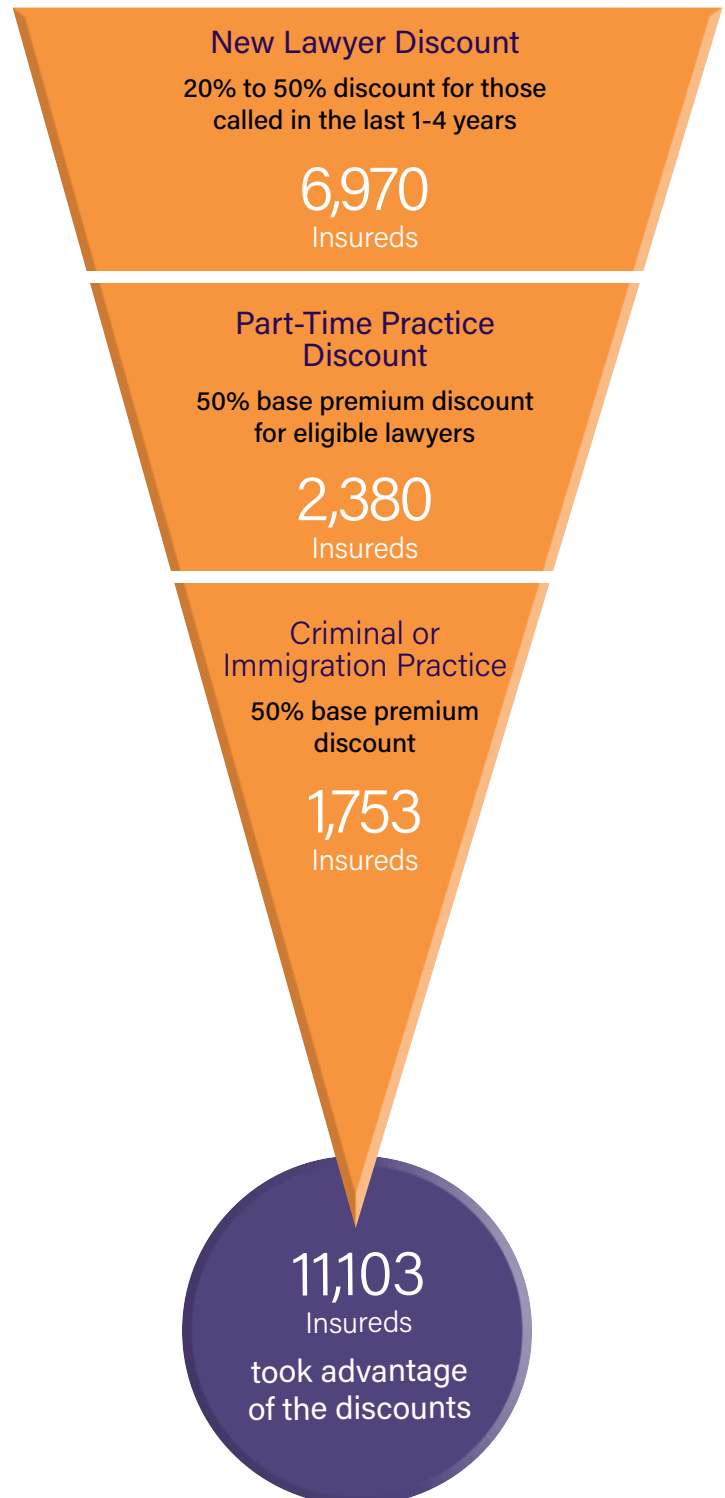 New Lawyer Discount
20% to 50% discount for those
called in the last 1-4 years
6,970
Insureds
Part-Time Practice
Discount
50% base premium discount
for eligible lawyers
2,380
Insureds
Criminal or
Immigration Practice
50% base premium
discount
1,753
Insureds
11,103
Insureds
took advantage
of the discounts